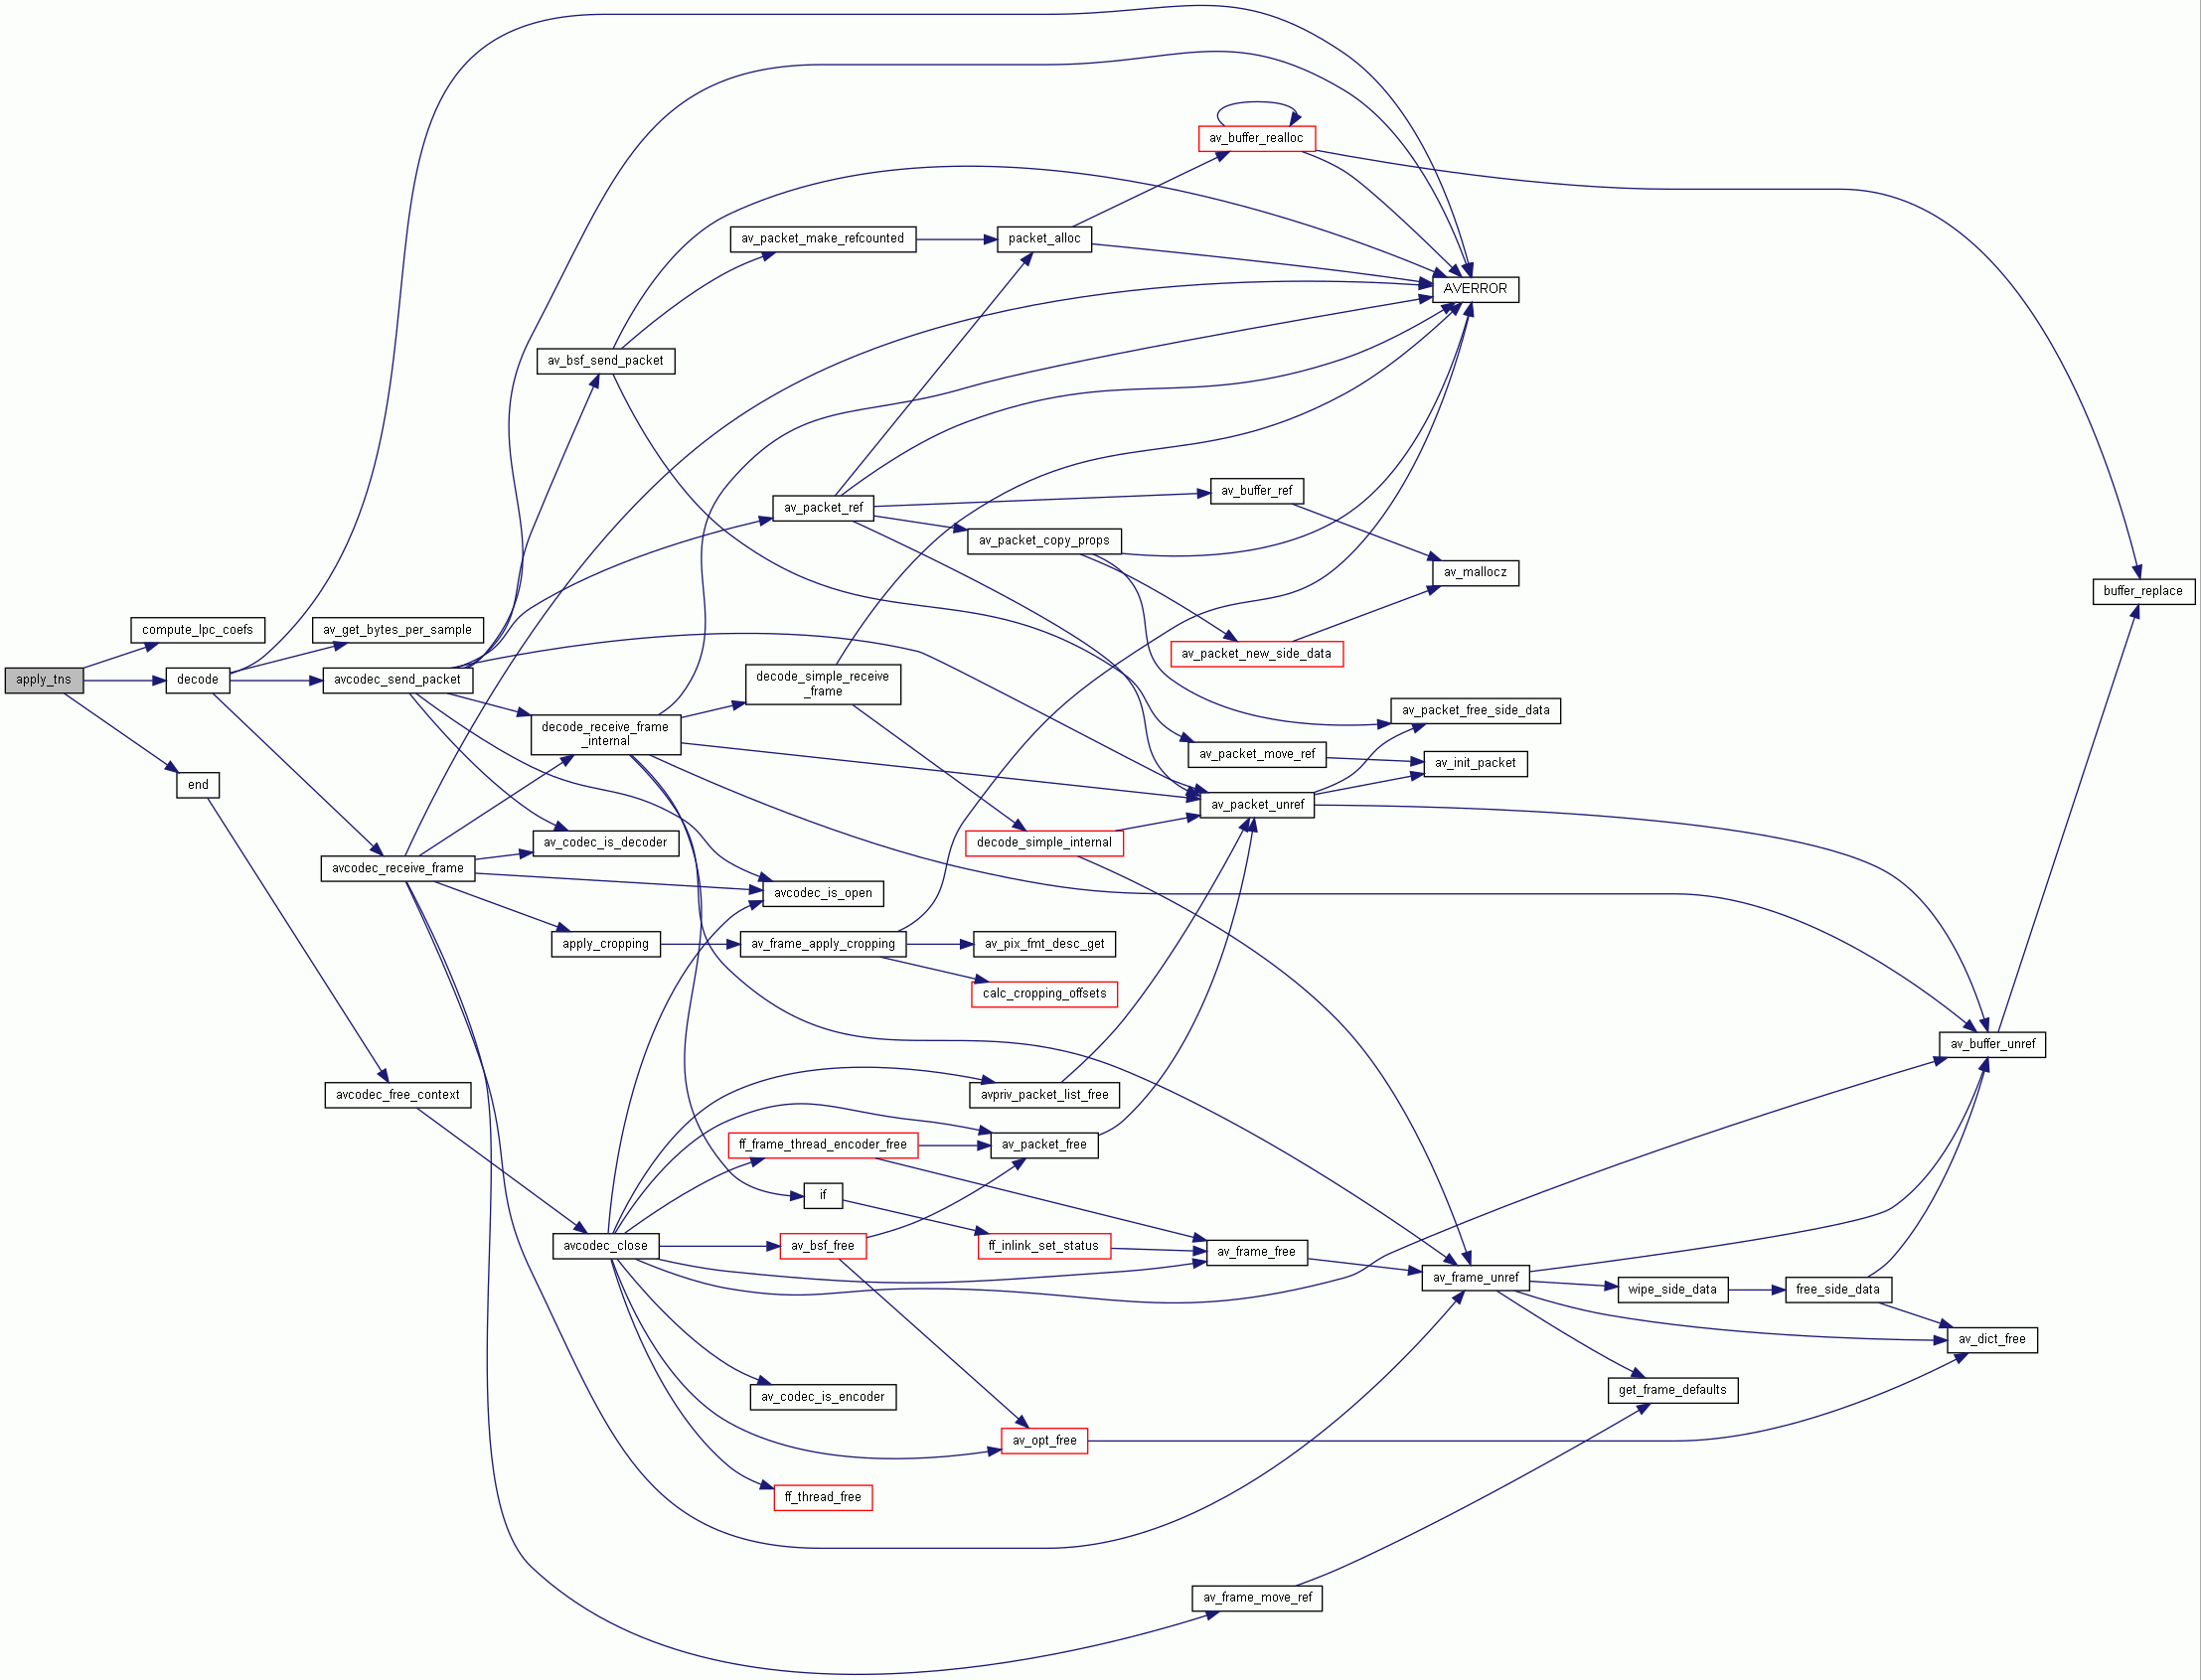 av_buffer_realloc
av_packet_make_refcounted
packet_alloc
AVERROR
av_bsf_send_packet
av_buffer_ref
av_packet_ref
av_packet_copy_props
av_mallocz
buffer_replace
compute_lpc_coefs
av_get_bytes_per_sample
av_packet_new_side_data
apply_tns
decode
avcodec_send_packet
decode_simple_receive
_frame
av_packet_free_side_data
decode_receive_frame
_internal
av_packet_move_ref
av_init_packet
end
av_packet_unref
av_codec_is_decoder
decode_simple_internal
avcodec_receive_frame
avcodec_is_open
apply_cropping
av_frame_apply_cropping
av_pix_fmt_desc_get
calc_cropping_offsets
av_buffer_unref
avcodec_free_context
avpriv_packet_list_free
ff_frame_thread_encoder_free
av_packet_free
if
avcodec_close
av_bsf_free
ff_inlink_set_status
av_frame_free
av_frame_unref
wipe_side_data
free_side_data
av_dict_free
av_codec_is_encoder
get_frame_defaults
av_opt_free
ff_thread_free
av_frame_move_ref